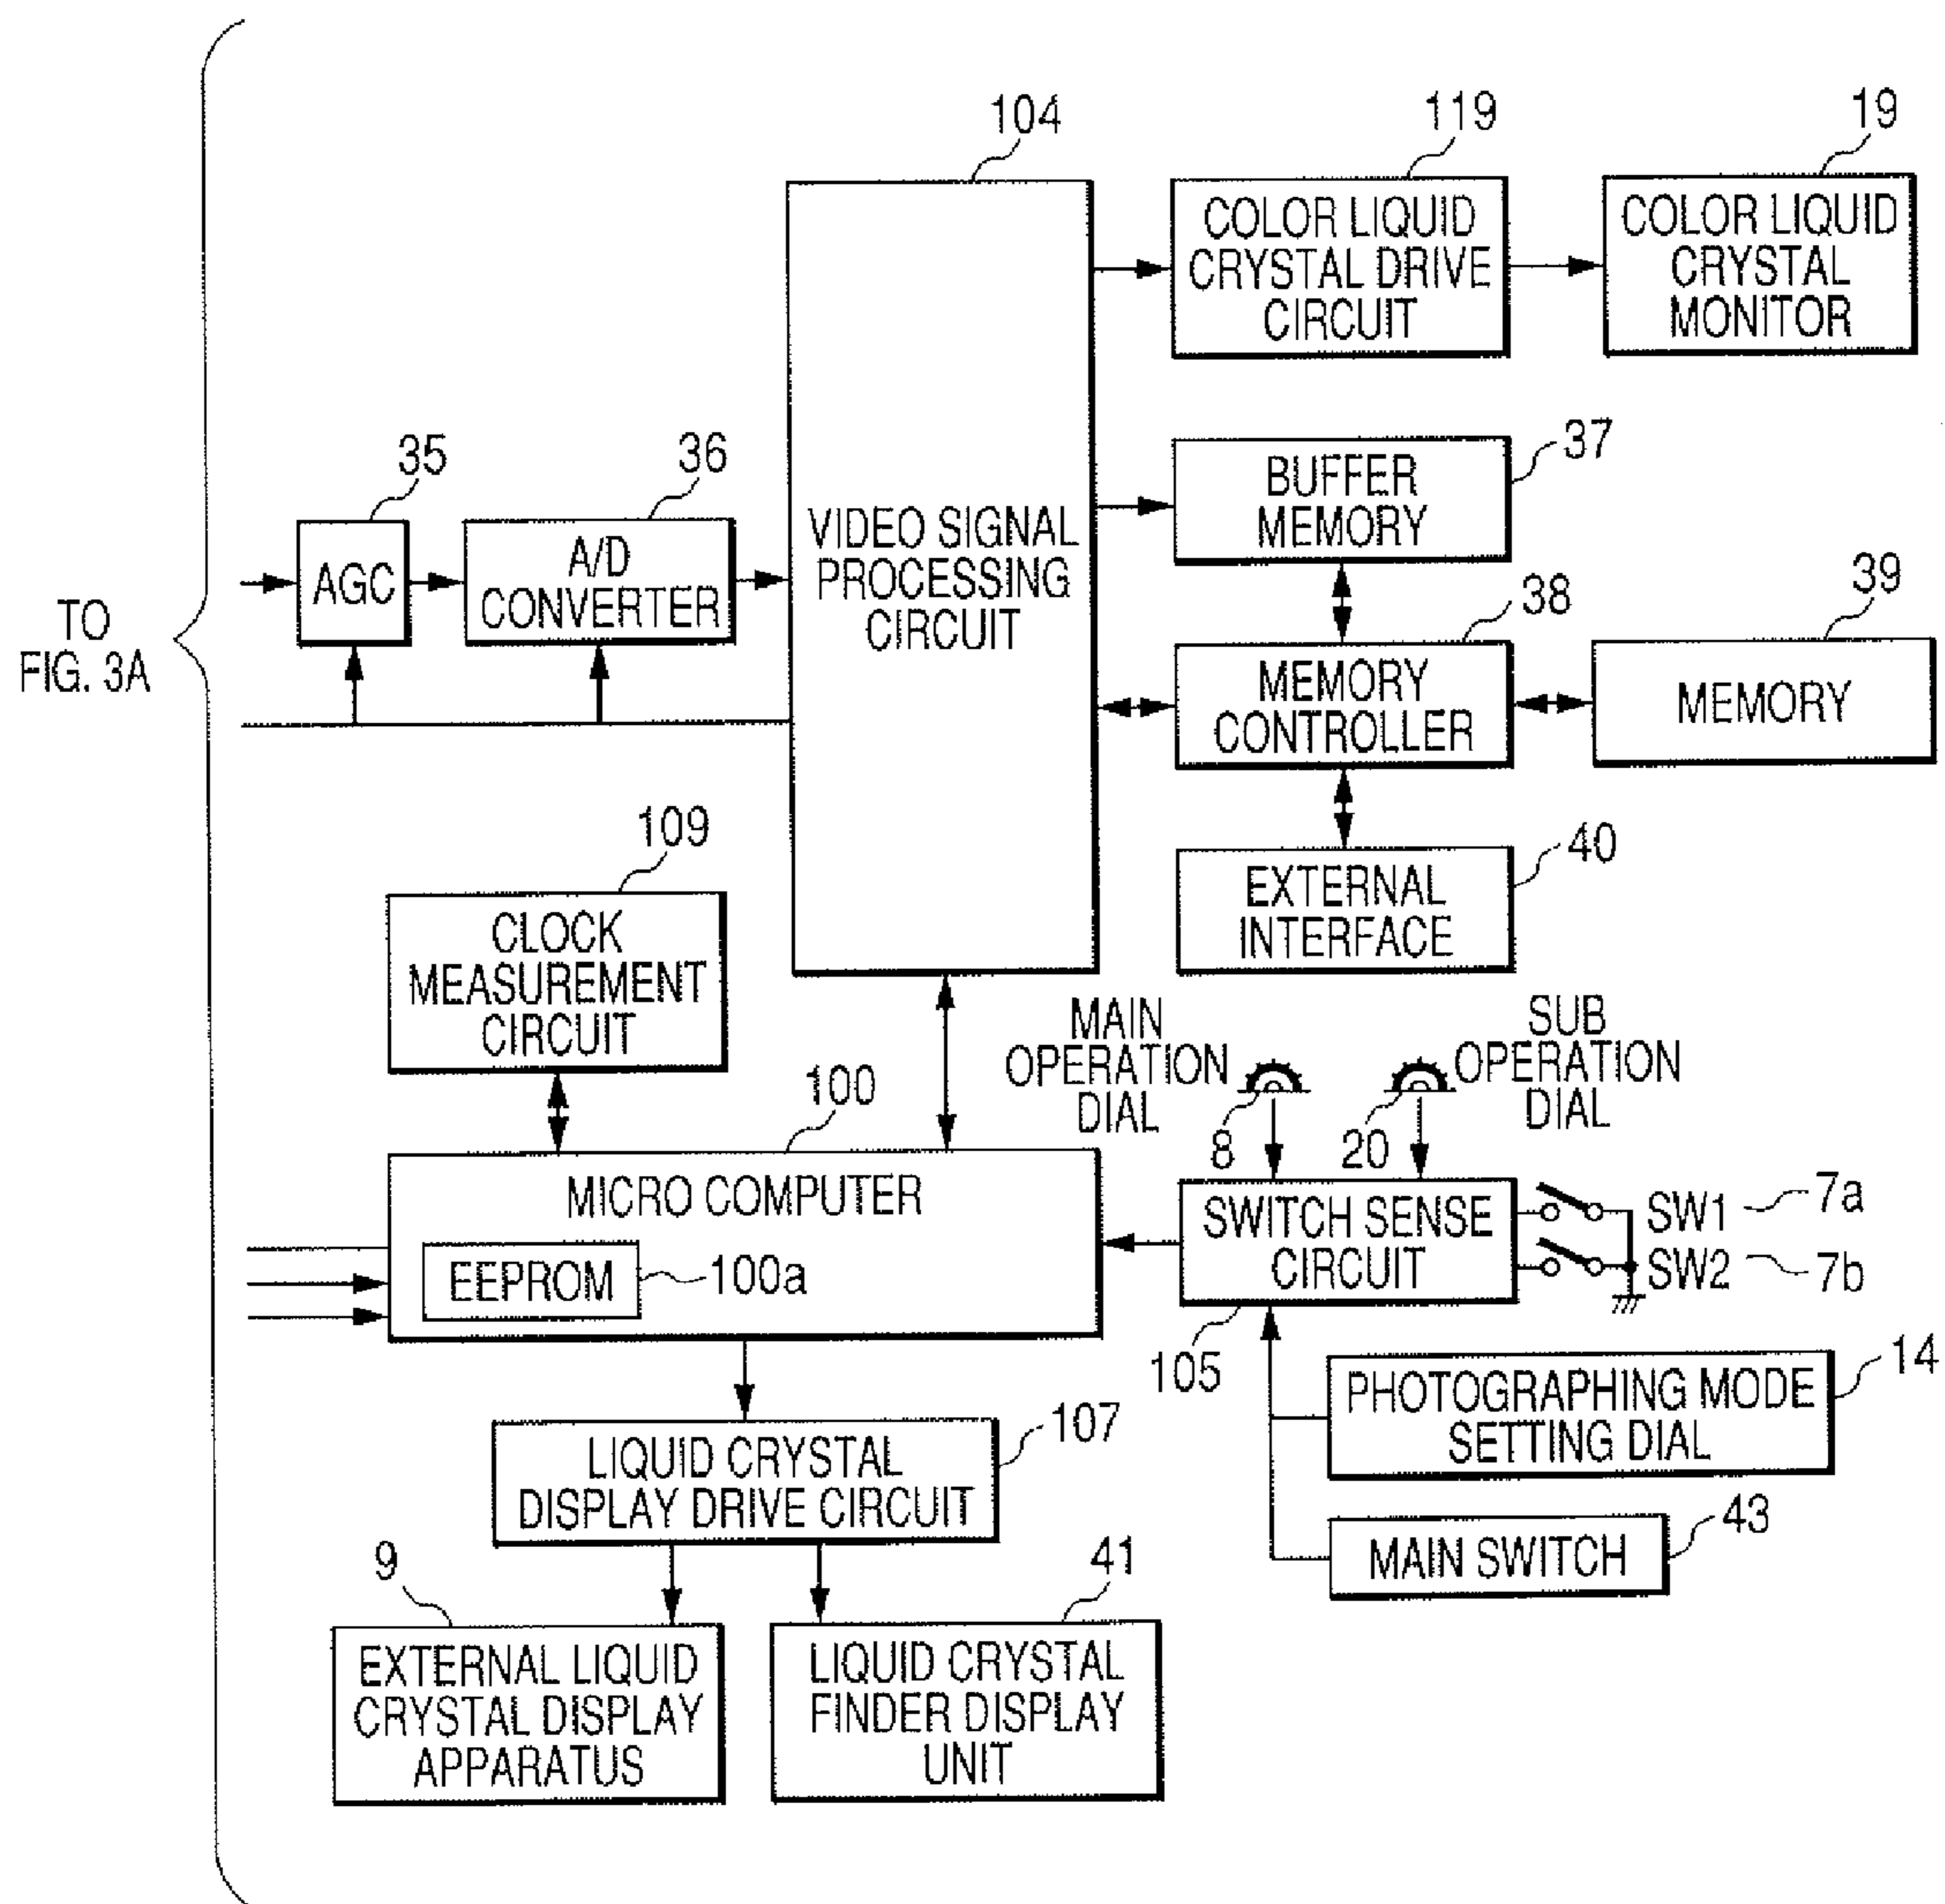 104
119
19
COLOR LIQUID
CRYSTAL DRIVE
CIRCUIT
COLOR LIQUID
CRYSTAL
MONITOR
35
36
37
BUFFER
MEMORY
AGC
A/D
CONVERTER
VIDEO SIGNAL
PROCESSING
CIRCUIT
TO
FIG. 3A
38
39
MEMORY
CONTROLLER
MEMORY
109
40
CLOCK
MEASUREMENT
CIRCUIT
EXTERNAL
INTERFACE
MAIN
OPERATION
DIAL
SUB
OPERATION
DIAL
100
8
20
MICRO COMPUTER
EEPROM
100a
SWITCH SENSE
CIRCUIT
SW1
7a
SW2
7b
105
14
PHOTOGRAPHING MODE
SETTING DIAL
107
LIQUID CRYSTAL
DISPLAY DRIVE CIRCUIT
43
MAIN SWITCH
9
41
EXTERNAL LIQUID
CRYSTAL DISPLAY
APPARATUS
LIQUID CRYSTAL
FINDER DISPLAY
UNIT